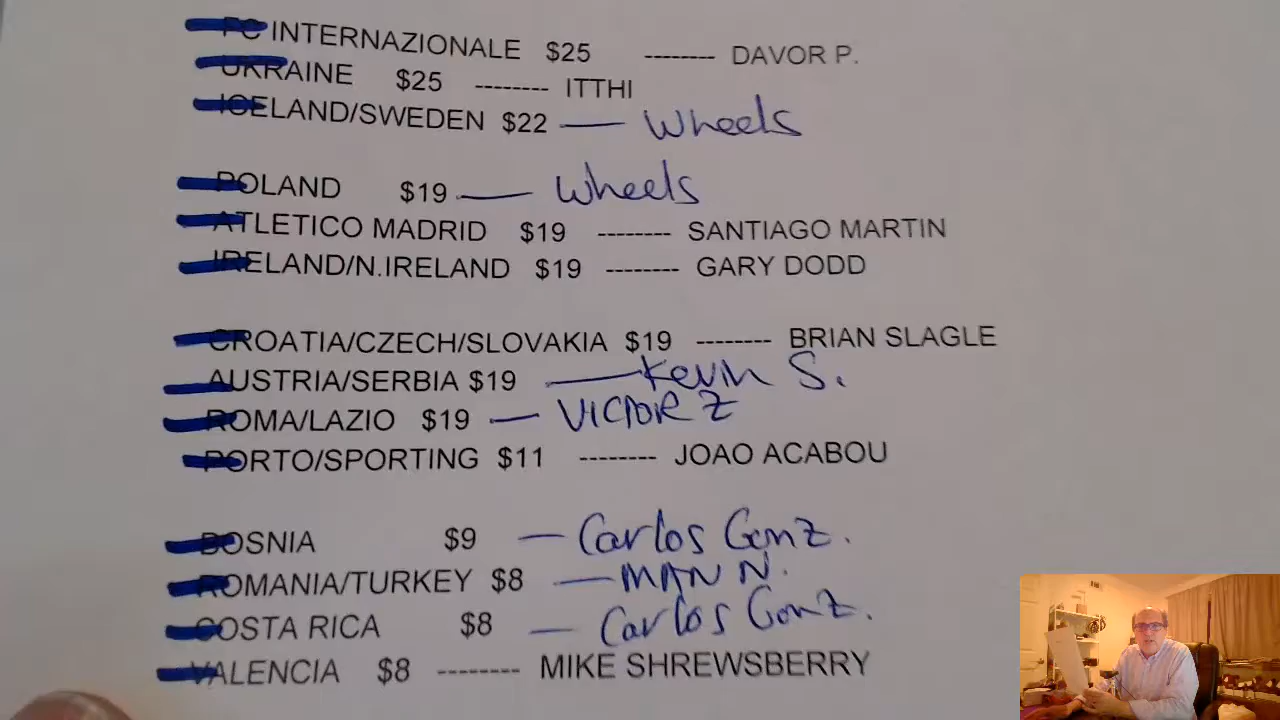 FC INTERNAZIONALE $25 -------- DAVOR P.
UKRAINE $25 -------- ITTHI
ICELAND/SWEDEN $22 — Wheels
POLAND $19 — Wheels
ATLETICO MADRID $19 -------- SANTIAGO MARTIN
IRELAND/N.IRELAND $19 -------- GARY DODD
CROATIA/CZECH/SLOVAKIA $19 -------- BRIAN SLAGLE
AUSTRIA/SERBIA $19 — Kevin S.
ROMA/LAZIO $19 — VICTOR Z
PORTO/SPORTING $11 -------- JOAO ACABOU
BOSNIA $9 — Carlos Gonz.
ROMANIA/TURKEY $8 — MAN N.
COSTA RICA $8 — Carlos Gonz.
VALENCIA $8 -------- MIKE SHREWSBERRY